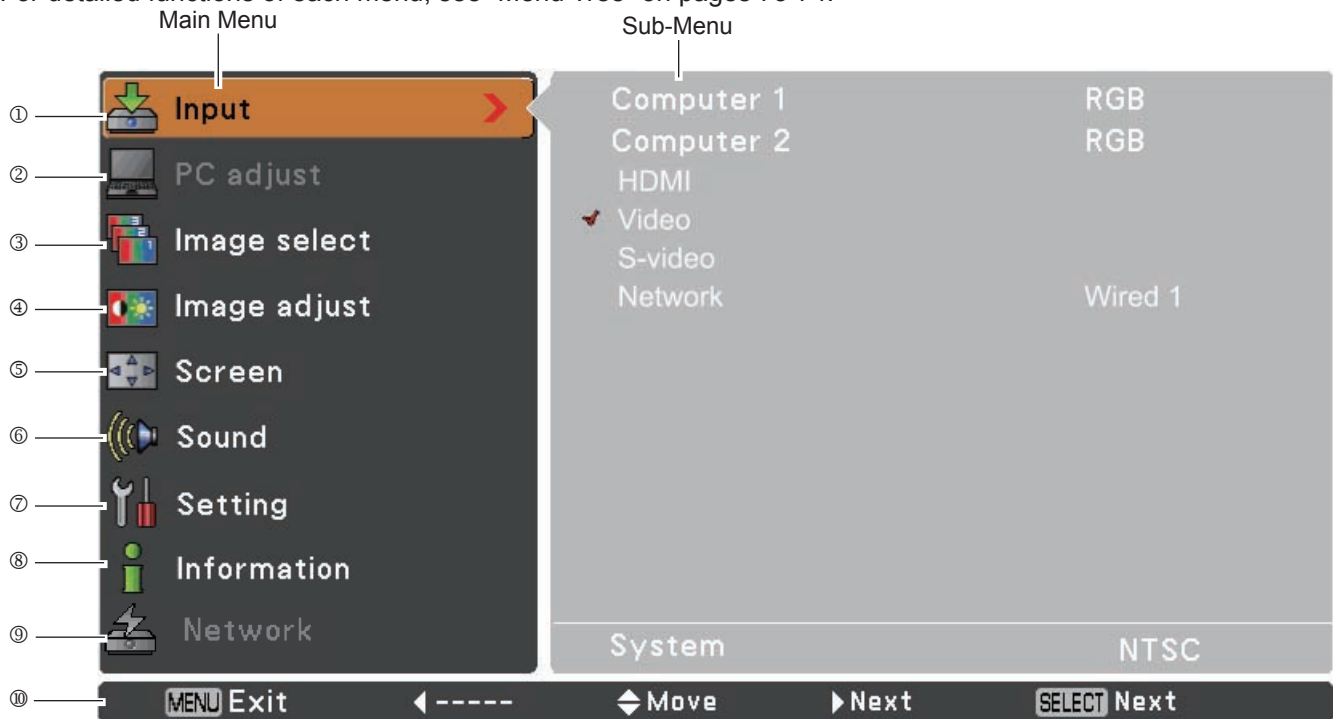 Main Menu
Sub-Menu
① Input
② PC adjust
③ Image select
④ Image adjust
⑤ Screen
⑥ Sound
⑦ Setting
⑧ Information
⑨ Network
Computer 1 RGB
Computer 2 RGB
HDMI
Video
S-video
Network Wired 1
System NTSC
⑩ MENU Exit ◀ ----- Move ▶ Next SELECT Next